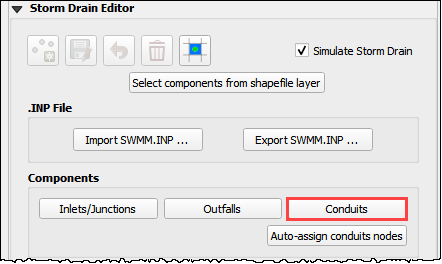 Storm Drain Editor
Simulate Storm Drain
Select components from shapefile layer
.INP File
Import SWMM.INP ... Export SWMM.INP ...
Components
Inlets/Junctions Outfalls Conduits
Auto-assign conduits nodes